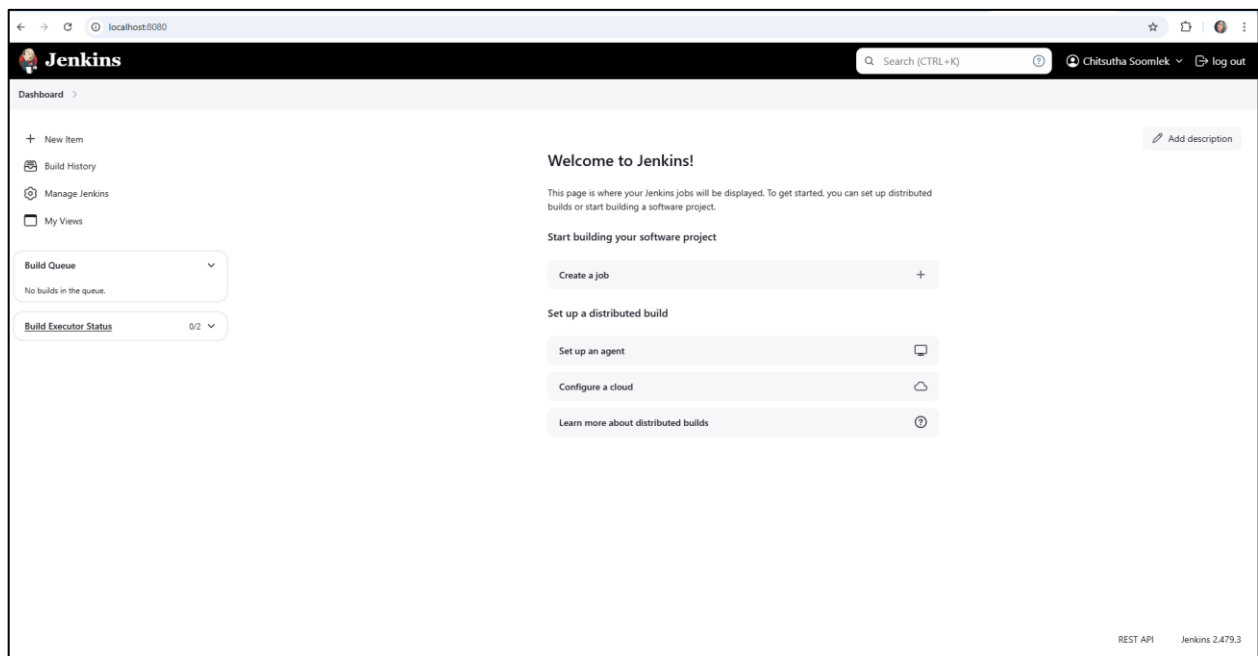 localhost:8080
Jenkins
Search (CTRL+K)
Chitsutha Soomlek
log out
Dashboard
New Item
Build History
Manage Jenkins
My Views
Build Queue
No builds in the queue.
Build Executor Status
0/2
Add description
Welcome to Jenkins!
This page is where your Jenkins jobs will be displayed. To get started, you can set up distributed
builds or start building a software project.
Start building your software project
Create a job
Set up a distributed build
Set up an agent
Configure a cloud
Learn more about distributed builds
REST API
Jenkins 2.479.3